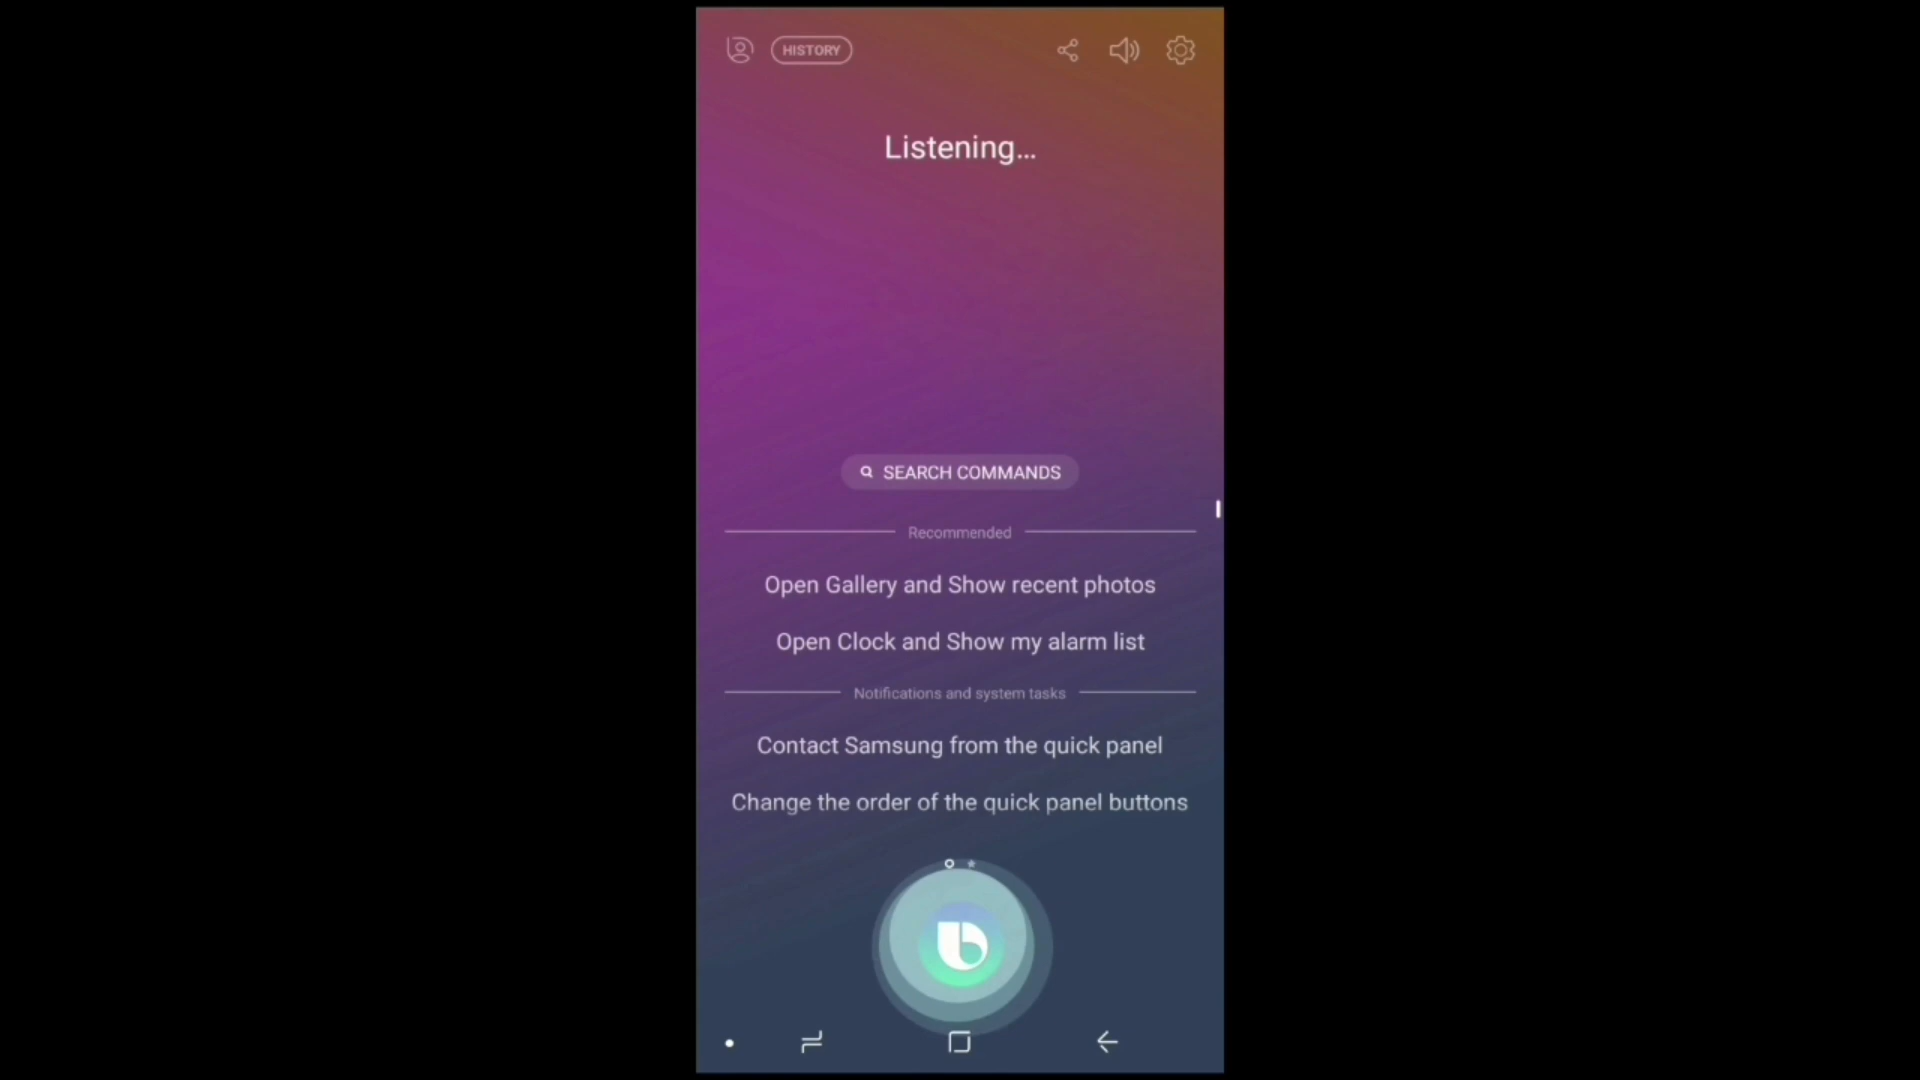 HISTORY
Listening...
SEARCH COMMANDS
Recommended
Open Gallery and Show recent photos
Open Clock and Show my alarm list
Notifications and system tasks
Contact Samsung from the quick panel
Change the order of the quick panel buttons